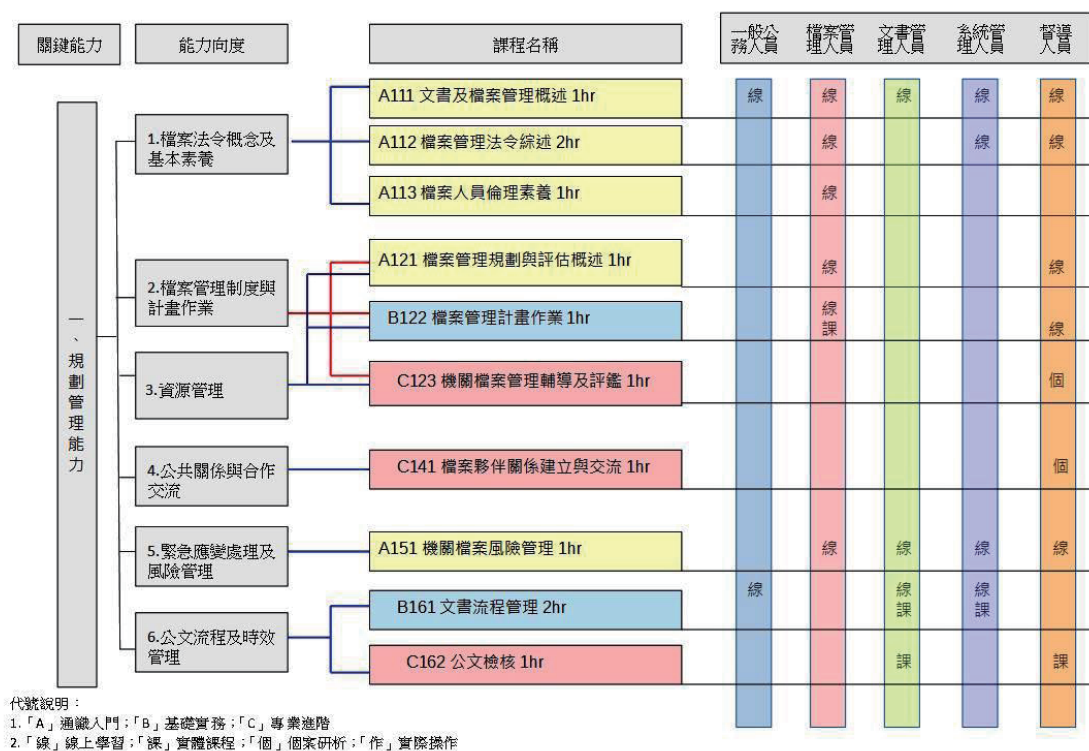 關鍵能力
能力向度
課程名稱
一般公
務人員
檔案管
理人員
文書管
理人員
系統管
理人員
督導
人員
一、規劃管理能力
1.檔案法令概念及
基本素養
A111 文書及檔案管理概述 1hr
線 線 線 線 線
A112 檔案管理法令綜述 2hr
線 線 線
A113 檔案人員倫理素養 1hr
線
2.檔案管理制度與
計畫作業
A121 檔案管理規劃與評估概述 1hr
線 線
B122 檔案管理計畫作業 1hr
線
課
線
3.資源管理
C123 機關檔案管理輔導及評鑑 1hr
個
4.公共關係與合作
交流
C141 檔案夥伴關係建立與交流 1hr
個
5.緊急應變處理及
風險管理
A151 機關檔案風險管理 1hr
線 線 線 線
6.公文流程及時效
管理
B161 文書流程管理 2hr
線 線 線
課 課
C162 公文檢核 1hr
課 課
代號說明：
1.「A」通識入門；「B」基礎實務；「C」專業進階
2.「線」線上學習；「課」實體課程；「個」個案研析；「作」實際操作